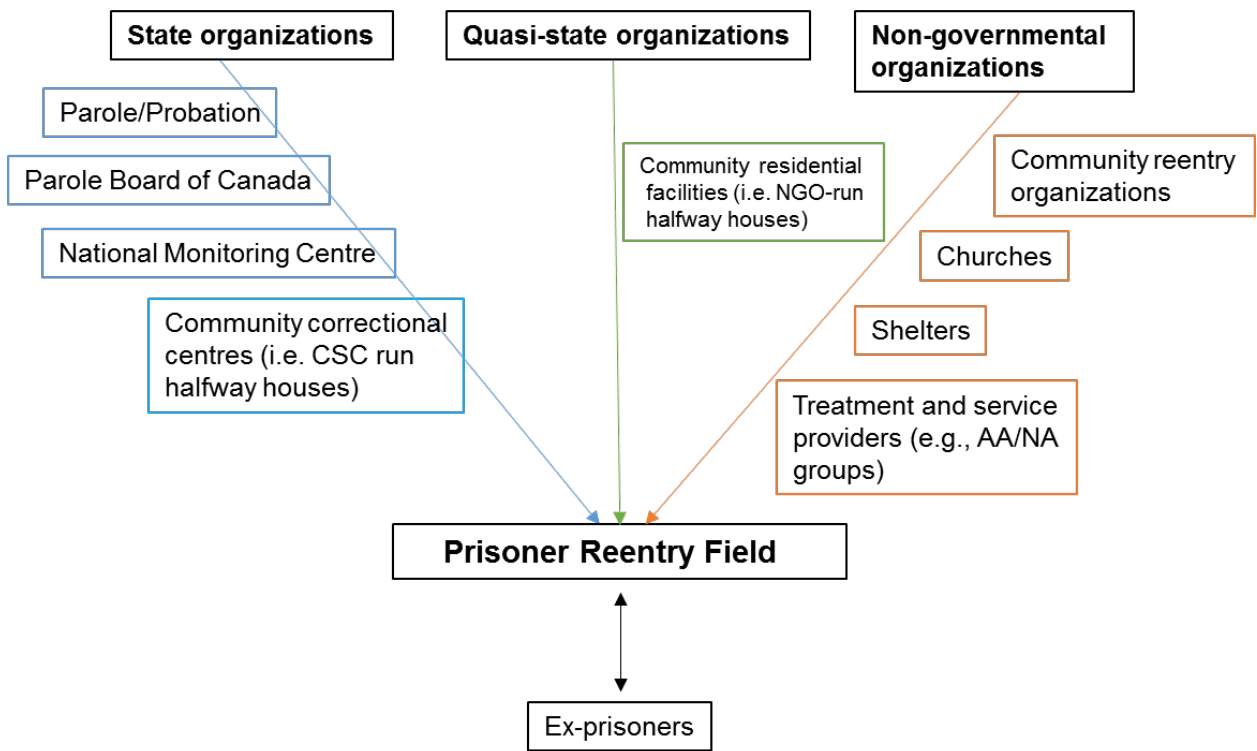 State organizations
Quasi-state organizations
Non-governmental
organizations
Parole/Probation
Parole Board of Canada
National Monitoring Centre
Community correctional
centres (i.e. CSC run
halfway houses)
Community residential
facilities (i.e. NGO-run
halfway houses)
Community reentry
organizations
Churches
Shelters
Treatment and service
providers (e.g., AA/NA
groups)
Prisoner Reentry Field
Ex-prisoners